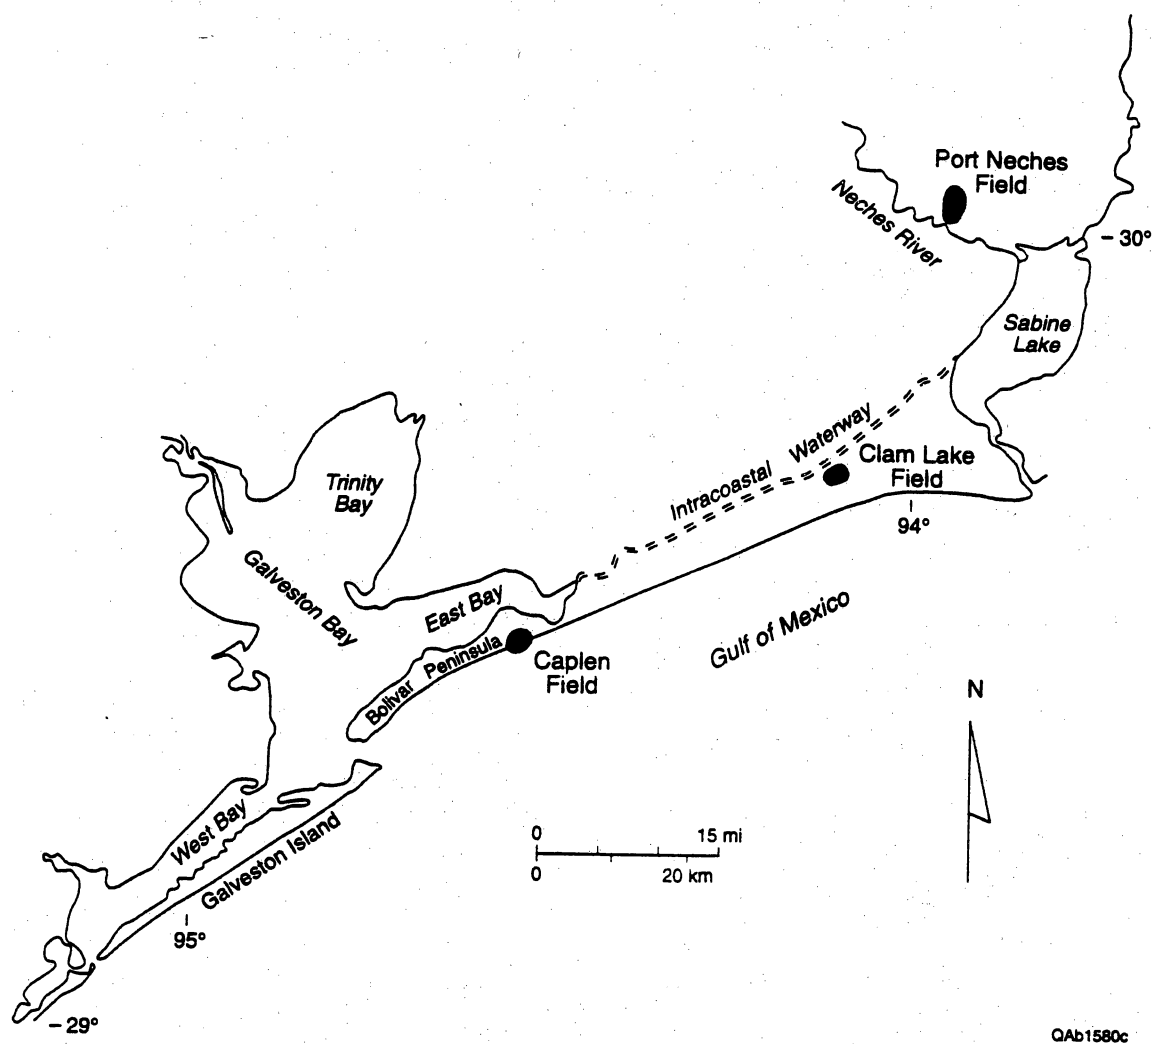 Port Neches
Field
Neches River
– 30°
Sabine
Lake
Intracoastal Waterway
Clam Lake
Field
94°
Trinity
Bay
Galveston Bay
East Bay
Gulf of Mexico
Bolivar Peninsula
Caplen
Field
N
West Bay
Galveston Island
0 15 mi
0 20 km
95°
– 29°
QAb1580c